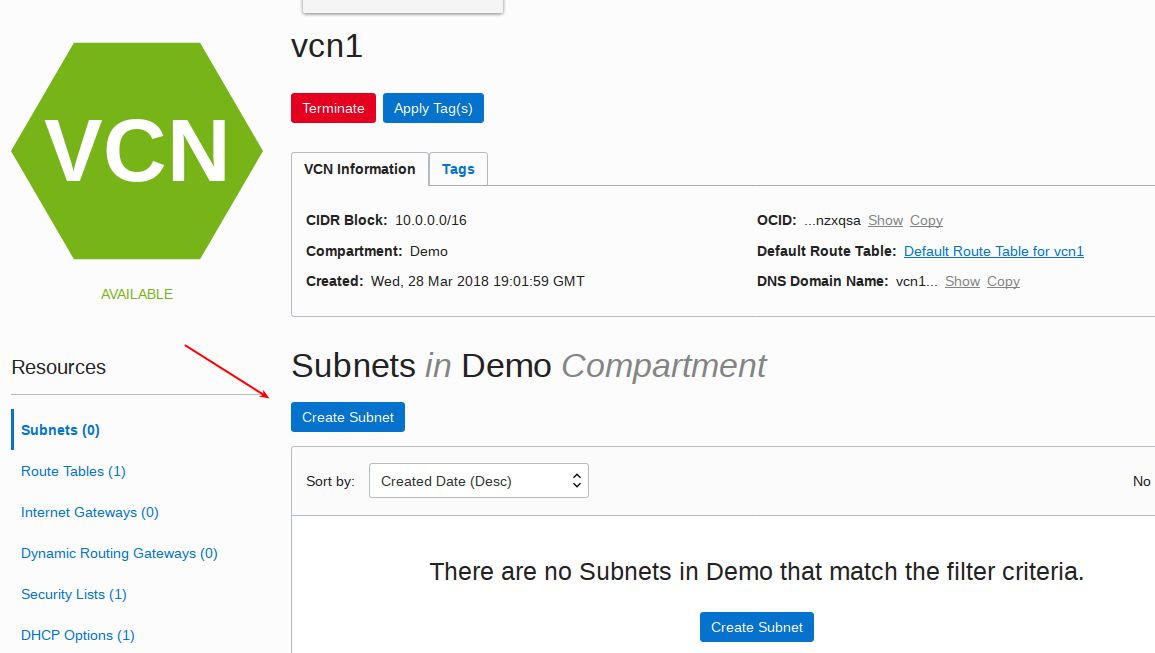 VCN
AVAILABLE
Resources
Subnets (0)
Route Tables (1)
Internet Gateways (0)
Dynamic Routing Gateways (0)
Security Lists (1)
DHCP Options (1)
vcn1
Terminate Apply Tag(s)
VCN Information Tags
CIDR Block: 10.0.0.0/16 OCID: ...nzxqsa Show Copy
Compartment: Demo Default Route Table: Default Route Table for vcn1
Created: Wed, 28 Mar 2018 19:01:59 GMT DNS Domain Name: vcn1... Show Copy
Subnets in Demo Compartment
Create Subnet
Sort by: Created Date (Desc) No
There are no Subnets in Demo that match the filter criteria.
Create Subnet